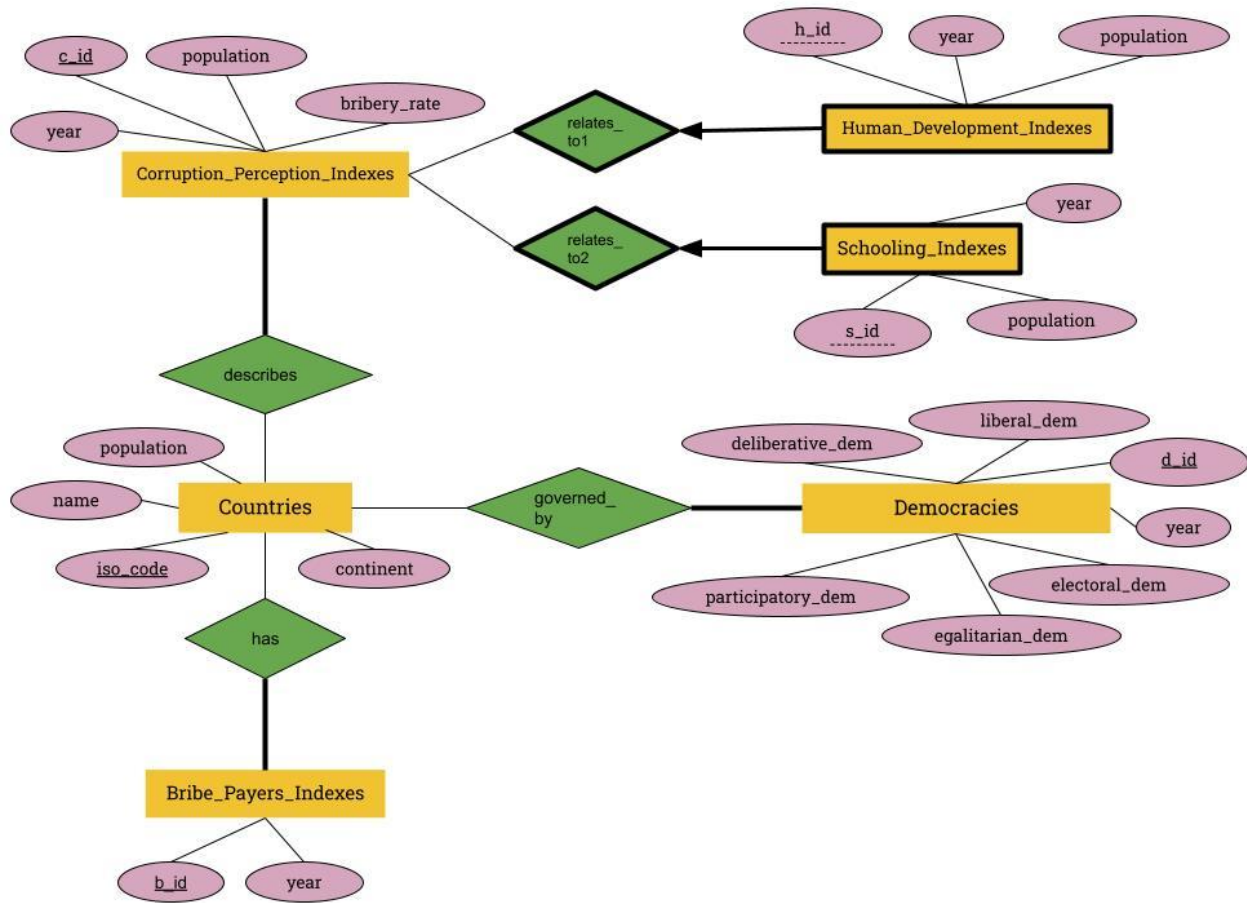 h_id
c_id
population
year
population
bribery_rate
year
relates_
to1
Human_Development_Indexes
Corruption_Perception_Indexes
year
relates_
to2
Schooling_Indexes
s_id
population
describes
population
deliberative_dem
liberal_dem
d_id
name
Countries
governed_
by
Democracies
year
iso_code
continent
participatory_dem
electoral_dem
egalitarian_dem
has
Bribe_Payers_Indexes
b_id
year